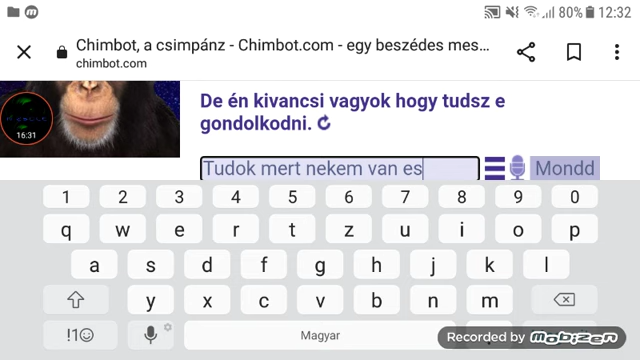 80% 12:32
Chimbot, a csimpánz - Chimbot.com - egy beszédes mes...
chimbot.com
De én kivancsi vagyok hogy tudsz e
gondolkodni.
16:31
Tudok mert nekem van es
Mondd
1 2 3 4 5 6 7 8 9 0
q w e r t z u i o p
a s d f g h j k l
y x c v b n m
!1☺ Magyar
Recorded by Mobizen